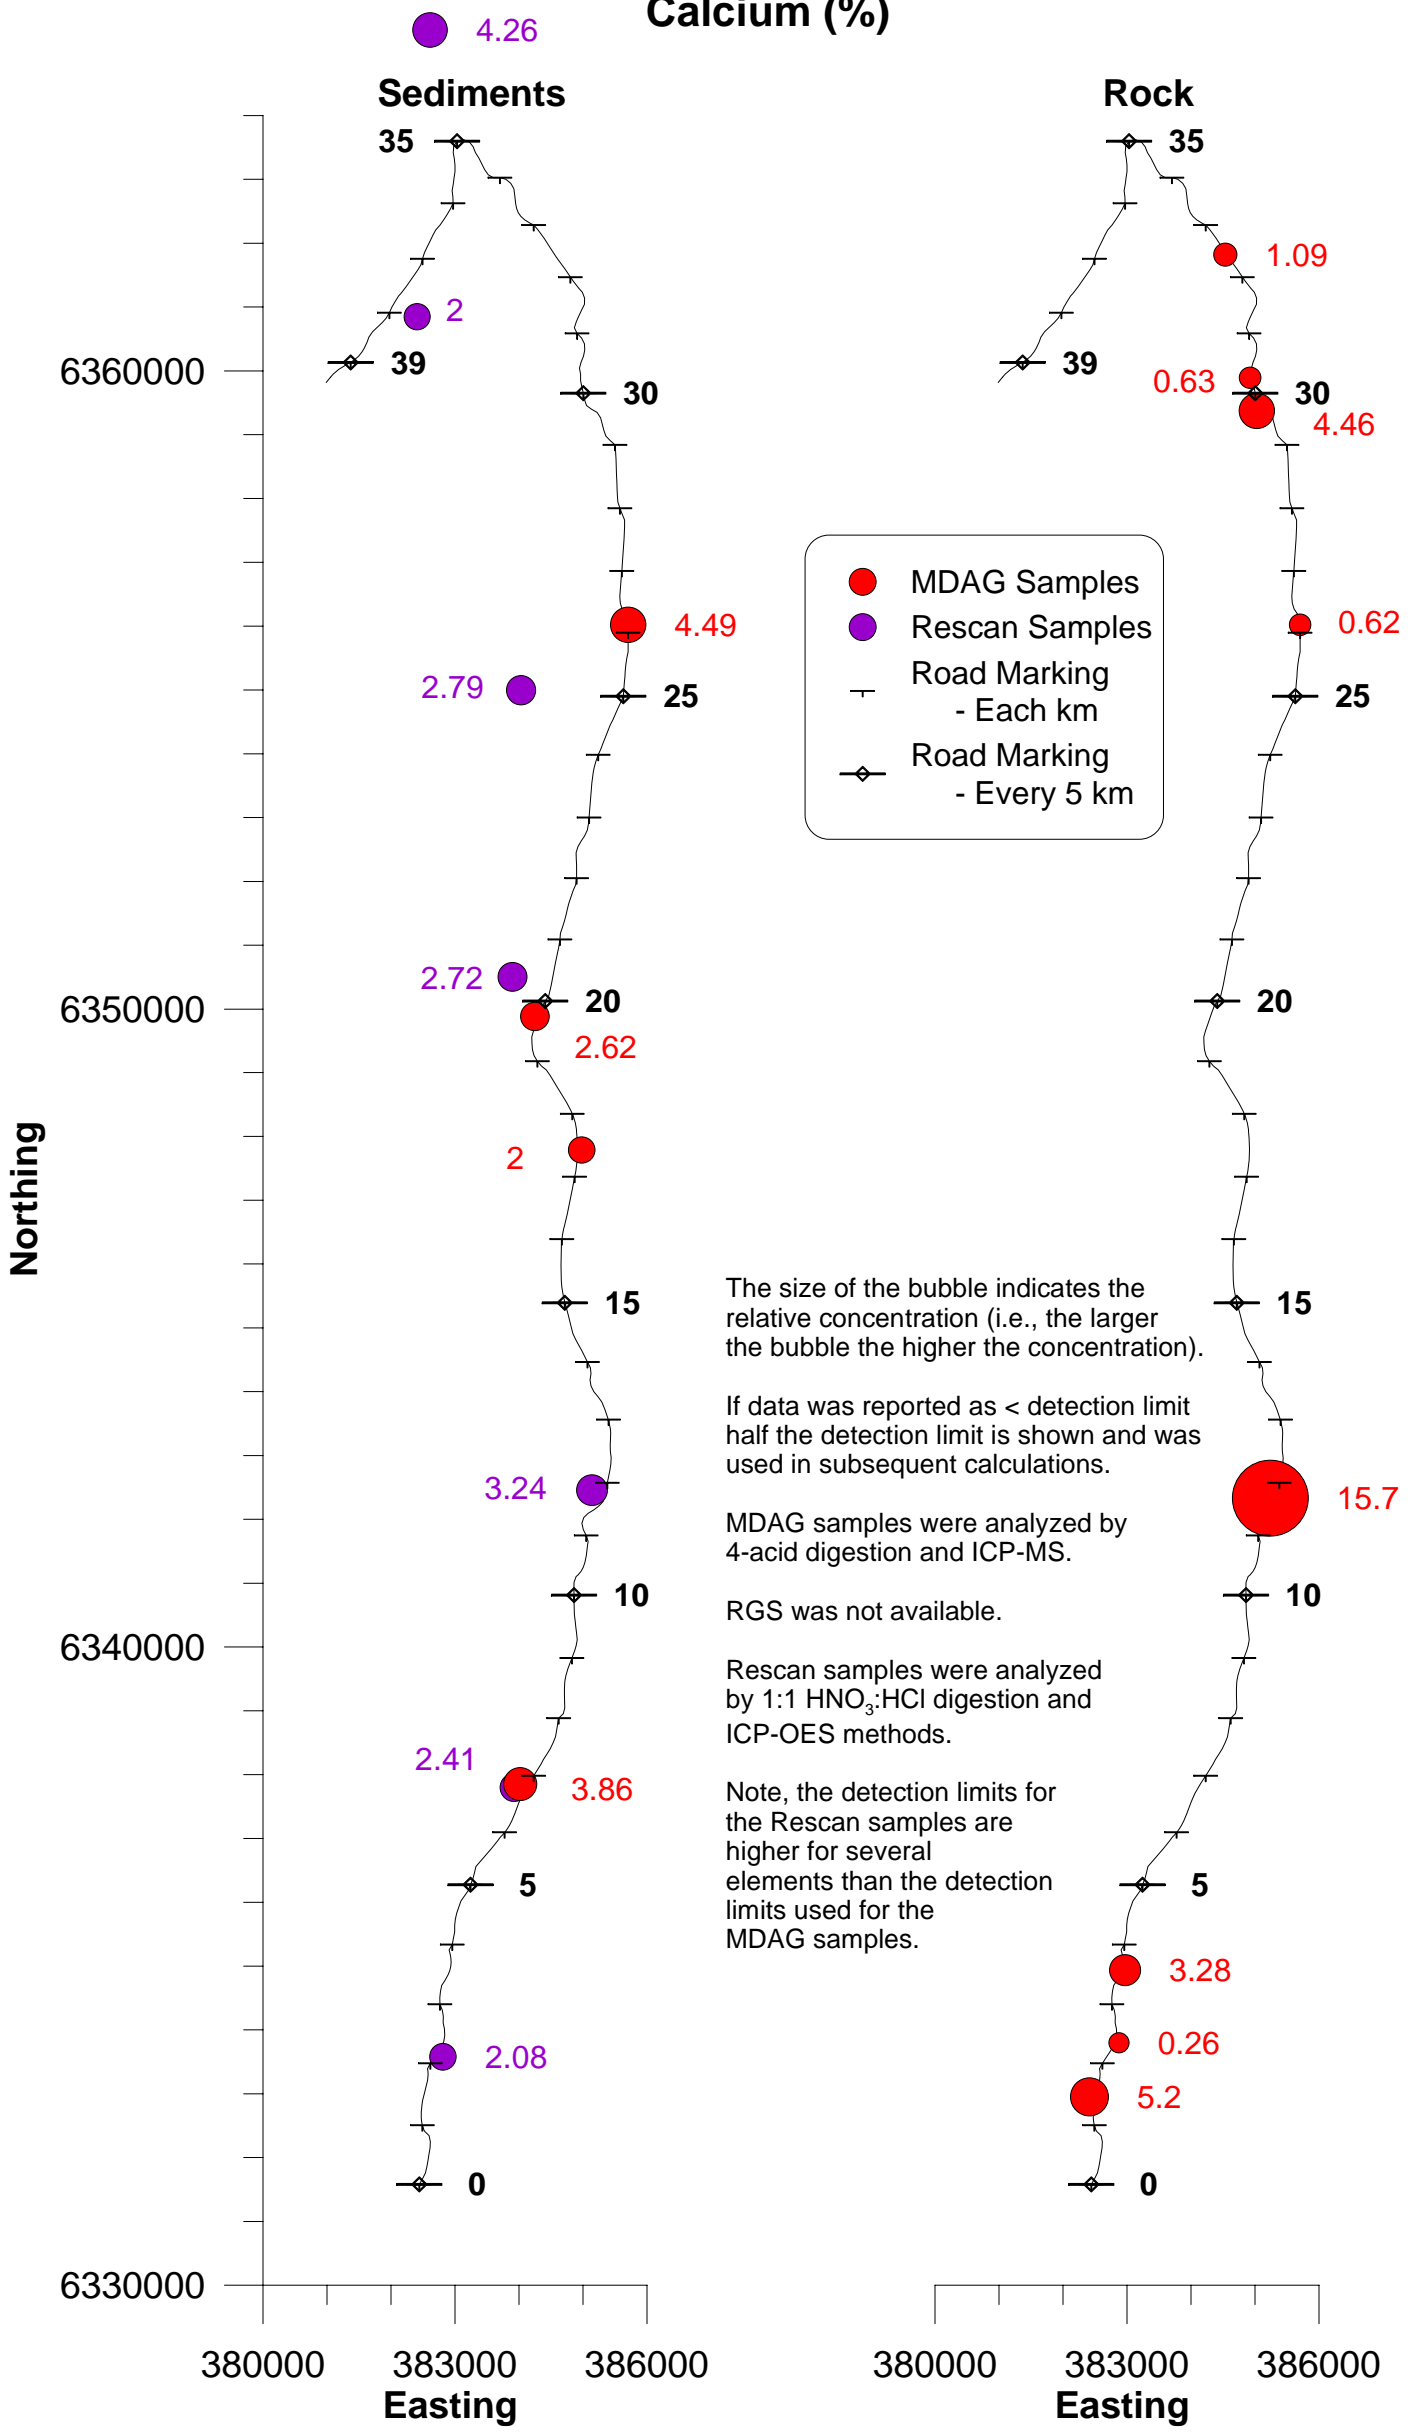 Calcium (%)
4.26
Sediments
Rock
35
35
1.09
2
39
39
6360000
0.63
30
30
4.46
MDAG Samples
Rescan Samples
Road Marking
- Each km
Road Marking
- Every 5 km
4.49
0.62
2.79
25
25
2.72
20
20
6350000
2.62
2
Northing
15
15
The size of the bubble indicates the
relative concentration (i.e., the larger
the bubble the higher the concentration).
If data was reported as < detection limit
half the detection limit is shown and was
used in subsequent calculations.
3.24
15.7
MDAG samples were analyzed by
4-acid digestion and ICP-MS.
10
10
RGS was not available.
6340000
Rescan samples were analyzed
by 1:1 HNO₃:HCl digestion and
ICP-OES methods.
2.41
3.86
Note, the detection limits for
the Rescan samples are
higher for several
elements than the detection
limits used for the
MDAG samples.
5
5
3.28
0.26
2.08
5.2
0
0
6330000
380000
383000
386000
380000
383000
386000
Easting
Easting